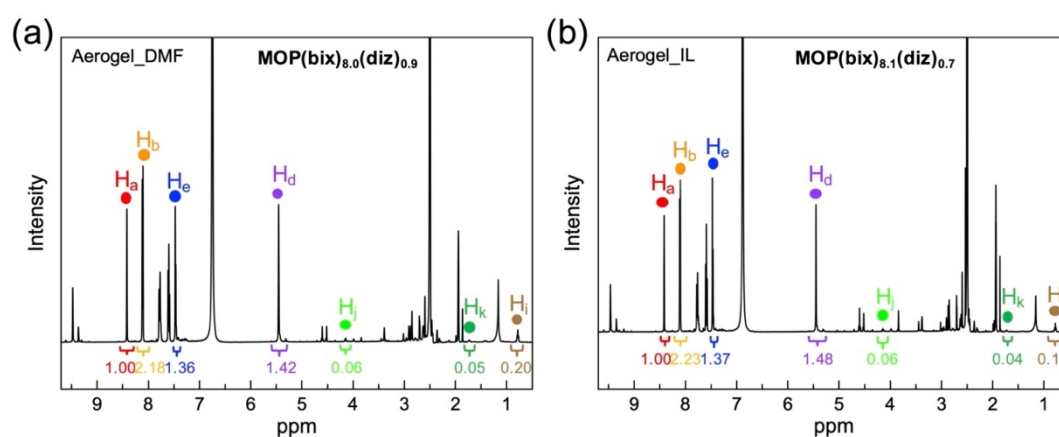 (a)
Aerogel_DMF
MOP(bix)8.0(diz)0.9
Ha
Hb
He
Hd
Hj
Hk
Hi
1.00
2.18
1.36
1.42
0.06
0.05
0.20
9 8 7 6 5 4 3 2 1
ppm
Intensity
(b)
Aerogel_IL
MOP(bix)8.1(diz)0.7
Ha
Hb
He
Hd
Hj
Hk
H
1.00
2.23
1.37
1.48
0.06
0.04
9 8 7 6 5 4 3 2 1
ppm
Intensity